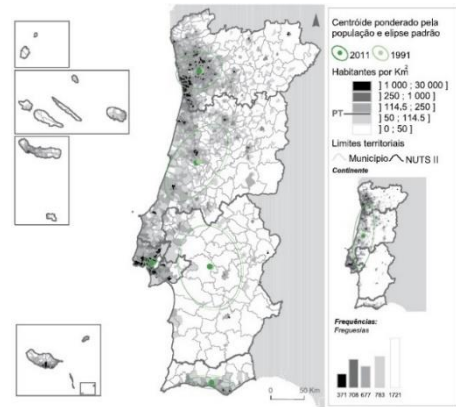 Centróide ponderado pela
população e elipse padrão
2011 1991
Habitantes por Km²
] 1 000 ; 30 000 ]
] 250 ; 1 000 ]
PT ] 114,5 ; 250 ]
] 50 ; 114.5 ]
] 0 ; 50 ]
Limites territoriais
Município NUTS II
Continente
Frequências:
Freguesias
371 708 677 783 1721
0 50 Km